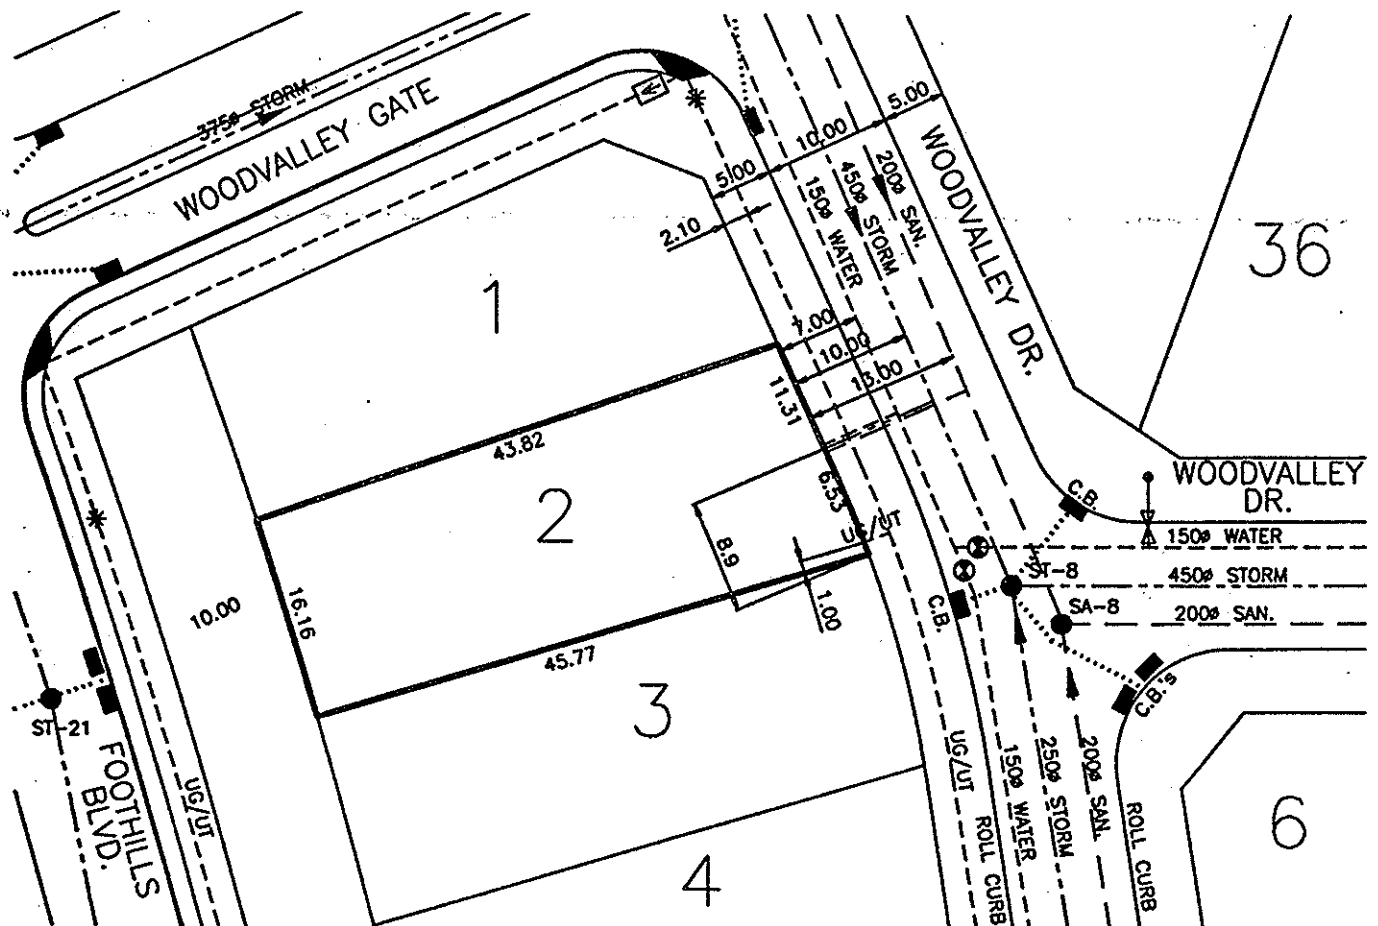 375ø STORM
WOODVALLEY GATE
A
5.00
10.00
5.00
2.10
150ø WATER
450ø STORM
200ø SAN.
WOODVALLEY DR.
36
1
7.00
10.00
13.00
11.31
43.82
2
6.53
UG/UT
8.9
1.00
16.16
10.00
45.77
3
C.B.
WOODVALLEY
DR.
150ø WATER
ST-8
450ø STORM
SA-8
200ø SAN.
C.B.
C.B.'s
ST-21
FOOTHILLS
BLVD.
UG/UT
UG/UT
ROLL CURB
150ø WATER
250ø STORM
200ø SAN.
ROLL CURB
4
6